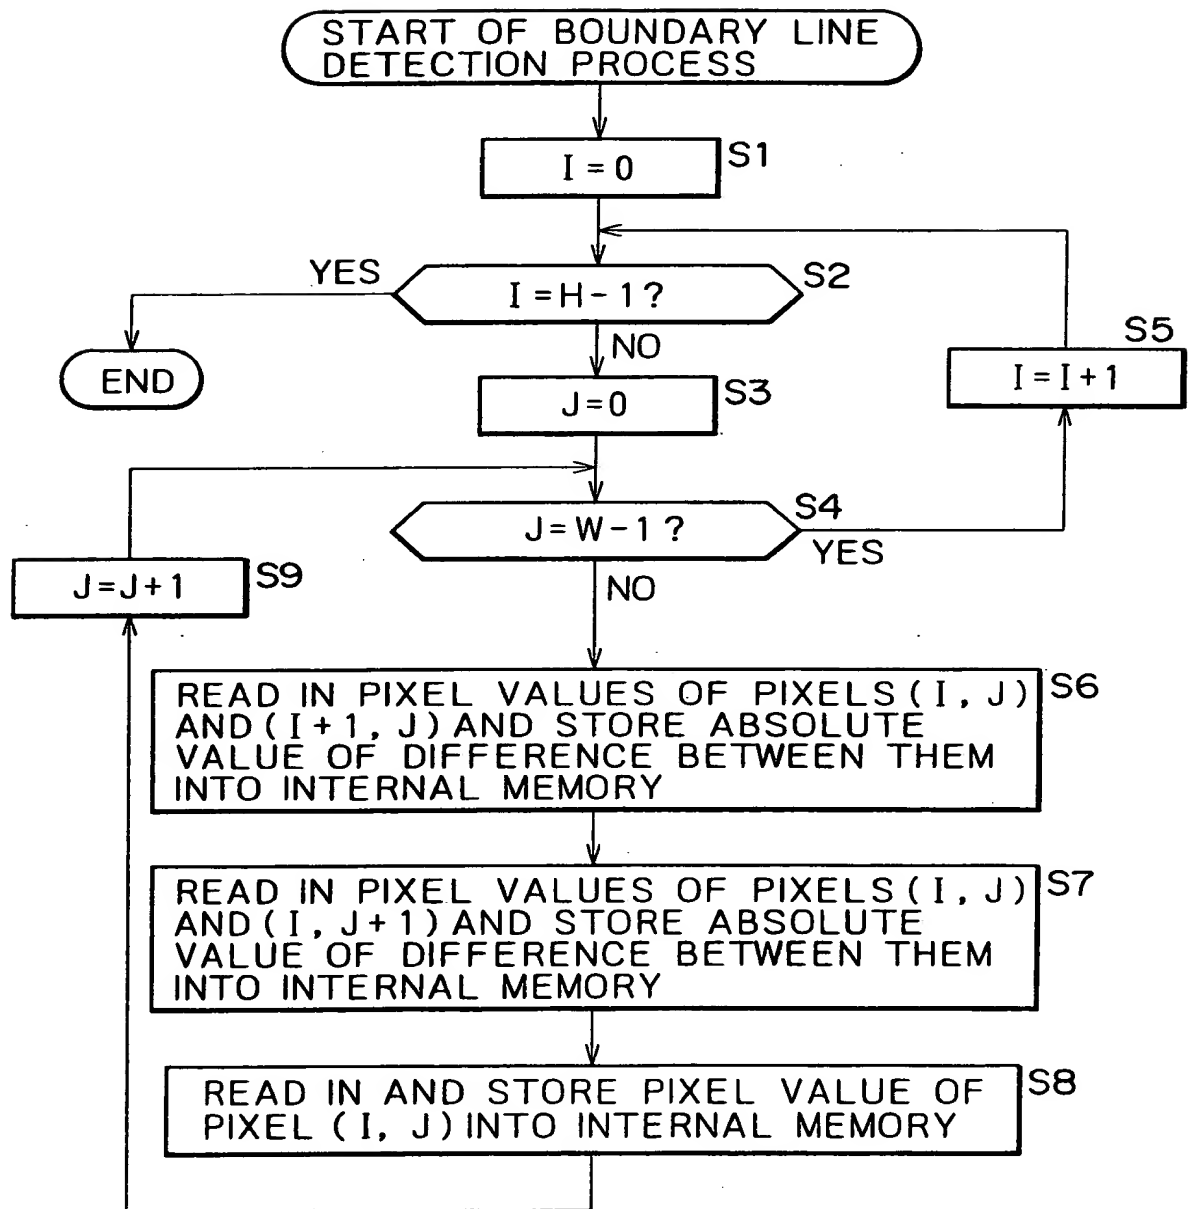 START OF BOUNDARY LINE
DETECTION PROCESS
I = 0
S1
YES
I = H - 1 ?
S2
NO
END
S5
I = I + 1
J = 0
S3
J = W - 1 ?
S4
YES
NO
J = J + 1
S9
READ IN PIXEL VALUES OF PIXELS (I, J)
AND (I + 1, J) AND STORE ABSOLUTE
VALUE OF DIFFERENCE BETWEEN THEM
INTO INTERNAL MEMORY
S6
READ IN PIXEL VALUES OF PIXELS (I, J)
AND (I, J + 1) AND STORE ABSOLUTE
VALUE OF DIFFERENCE BETWEEN THEM
INTO INTERNAL MEMORY
S7
READ IN AND STORE PIXEL VALUE OF
PIXEL (I, J) INTO INTERNAL MEMORY
S8